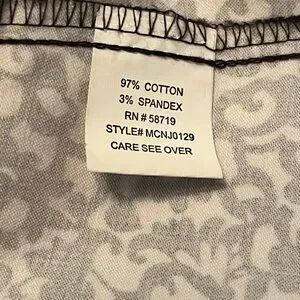 97% COTTON
3% SPANDEX
RN # 58719
STYLE# MCNJ0129
CARE SEE OVER